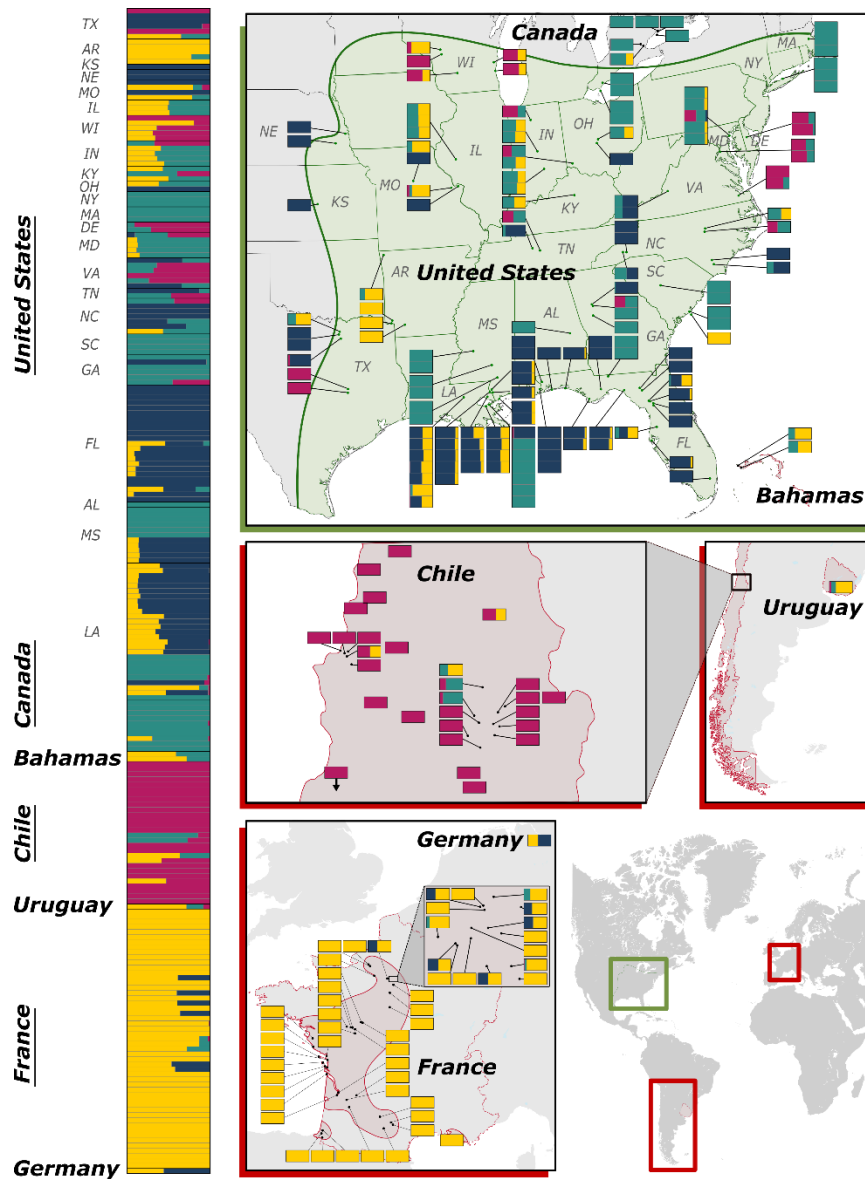 United States
TX
AR
KS
NE
MO
IL
WI
IN
KY
OH
NY
MA
DE
MD
VA
TN
NC
SC
GA
FL
AL
MS
LA
Canada
Bahamas
Chile
Uruguay
France
Germany
Canada
MA
NY
WI
NE
IL
IN
OH
MD
DE
KS
MO
KY
VA
TN
NC
AR
United States
SC
MS
AL
GA
TX
LA
FL
Bahamas
Chile
Uruguay
Germany
France